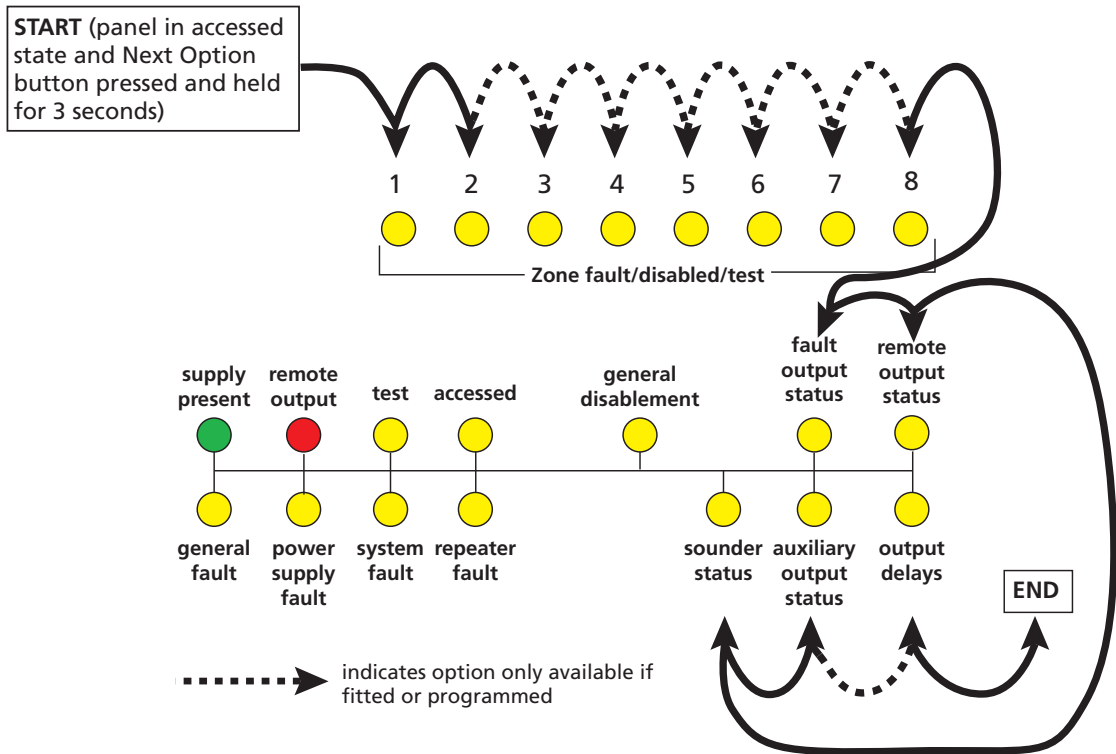 START (panel in accessed
state and Next Option
button pressed and held
for 3 seconds)
1 2 3 4 5 6 7 8
Zone fault/disabled/test
supply
present
remote
output
test
accessed
general
disablement
fault
output
status
remote
output
status
general
fault
power
supply
fault
system
fault
repeater
fault
sounder
status
auxiliary
output
status
output
delays
END
indicates option only available if
fitted or programmed